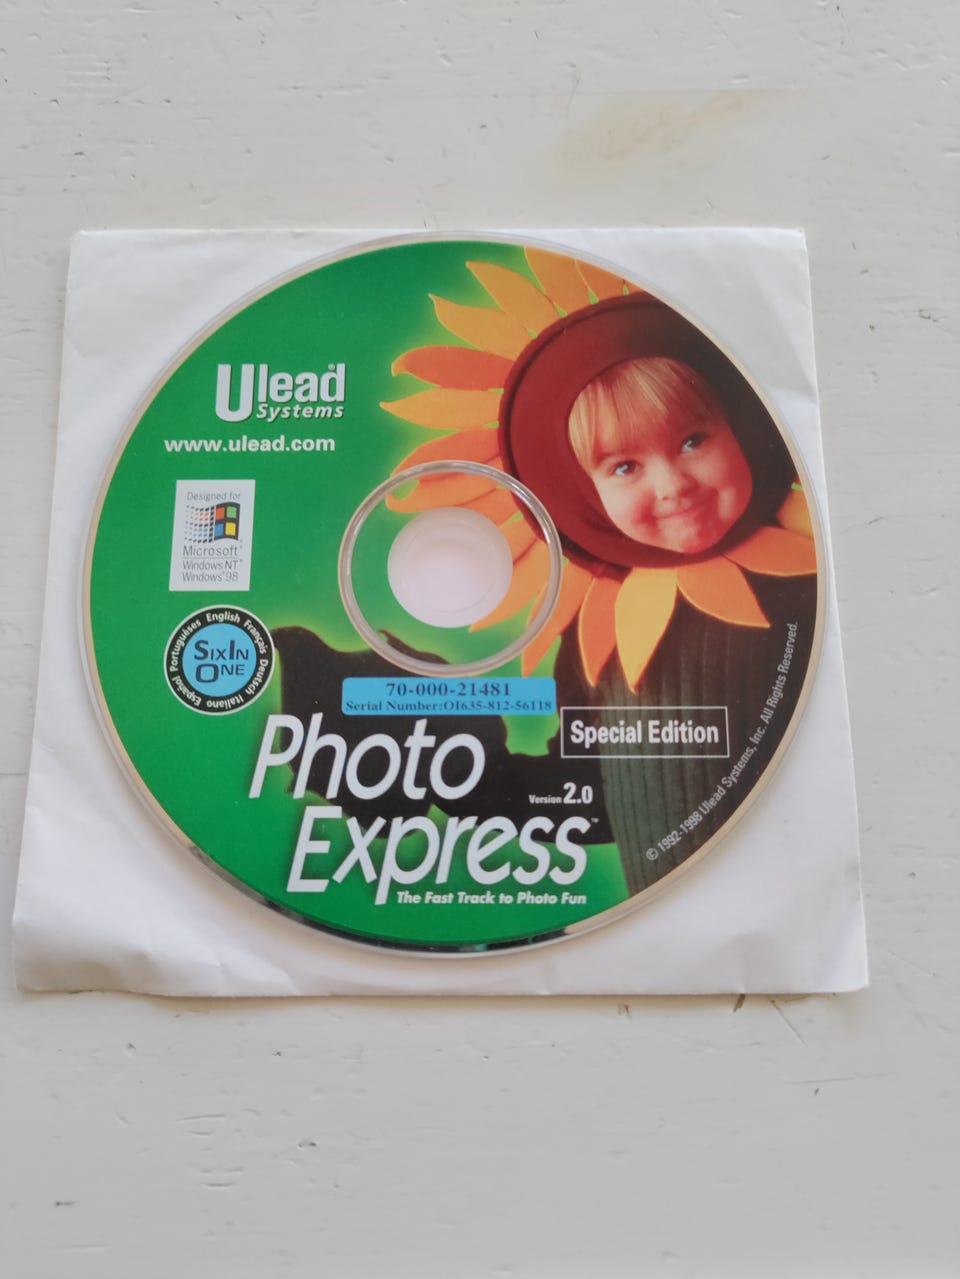 Ulead
Systems
www.ulead.com
Designed for
Microsoft®
Windows NT®
Windows®98
English Français Deutsch Italiano Español Portuguêses
SIXIN
ONE
70-000-21481
Serial Number:OI635-812-56118
Special Edition
Photo
Version 2.0
Express™
The Fast Track to Photo Fun
© 1992-1998 Ulead Systems, Inc. All Rights Reserved.